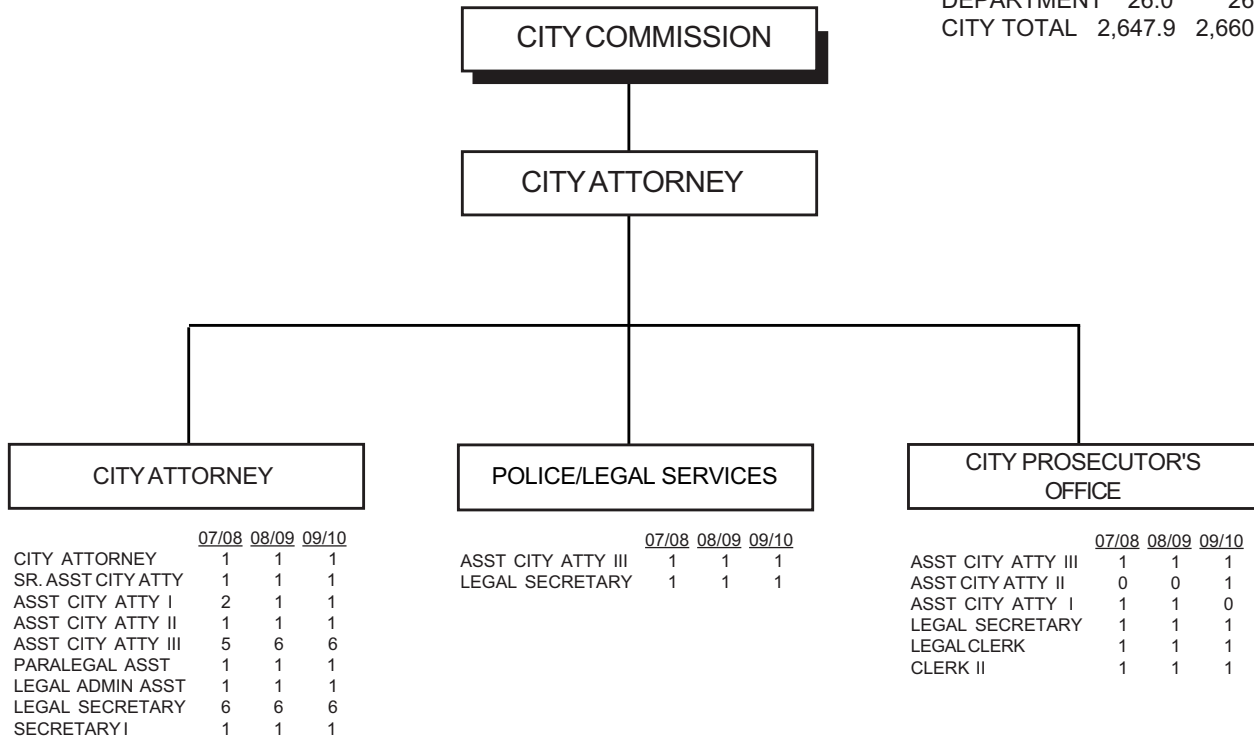 DEPARTMENT 26.0 26
CITY TOTAL 2,647.9 2,660
CITY COMMISSION
CITY ATTORNEY
CITY ATTORNEY
07/08 08/09 09/10
CITY ATTORNEY 1 1 1
SR. ASST CITY ATTY 1 1 1
ASST CITY ATTY I 2 1 1
ASST CITY ATTY II 1 1 1
ASST CITY ATTY III 5 6 6
PARALEGAL ASST 1 1 1
LEGAL ADMIN ASST 1 1 1
LEGAL SECRETARY 6 6 6
SECRETARY I 1 1 1
POLICE/LEGAL SERVICES
07/08 08/09 09/10
ASST CITY ATTY III 1 1 1
LEGAL SECRETARY 1 1 1
CITY PROSECUTOR'S
OFFICE
07/08 08/09 09/10
ASST CITY ATTY III 1 1 1
ASST CITY ATTY II 0 0 1
ASST CITY ATTY I 1 1 0
LEGAL SECRETARY 1 1 1
LEGAL CLERK 1 1 1
CLERK II 1 1 1